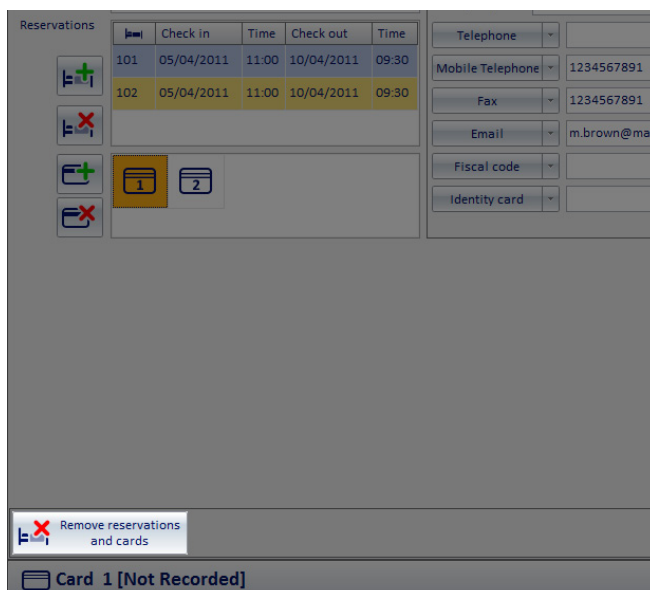 Reservations
Check in Time Check out Time
101 05/04/2011 11:00 10/04/2011 09:30
102 05/04/2011 11:00 10/04/2011 09:30
1 2
Telephone
Mobile Telephone 1234567891
Fax 1234567891
Email m.brown@ma
Fiscal code
Identity card
Remove reservations
and cards
Card 1 [Not Recorded]